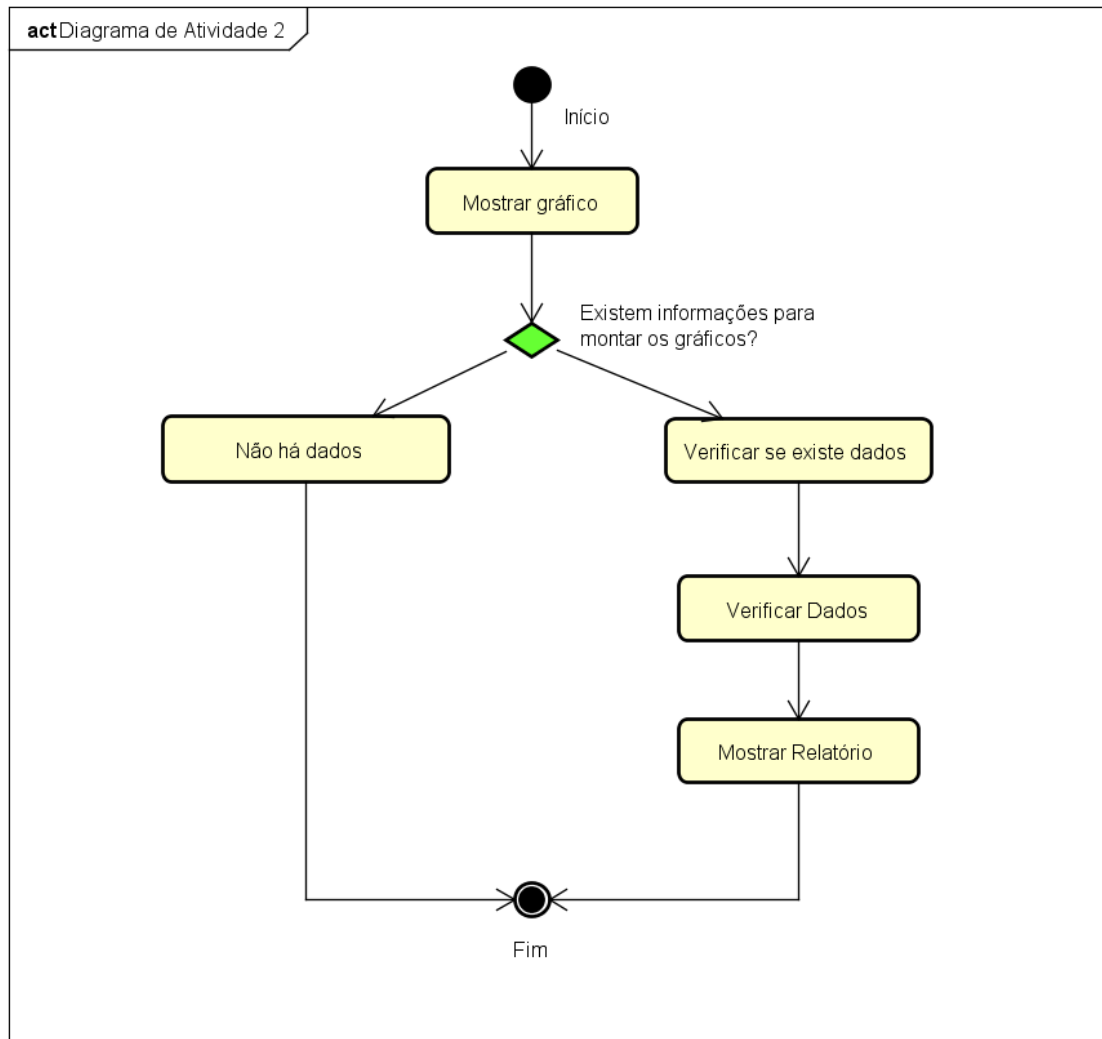 act Diagrama de Atividade 2
Início
Mostrar gráfico
Existem informações para
montar os gráficos?
Não há dados
Verificar se existe dados
Verificar Dados
Mostrar Relatório
Fim